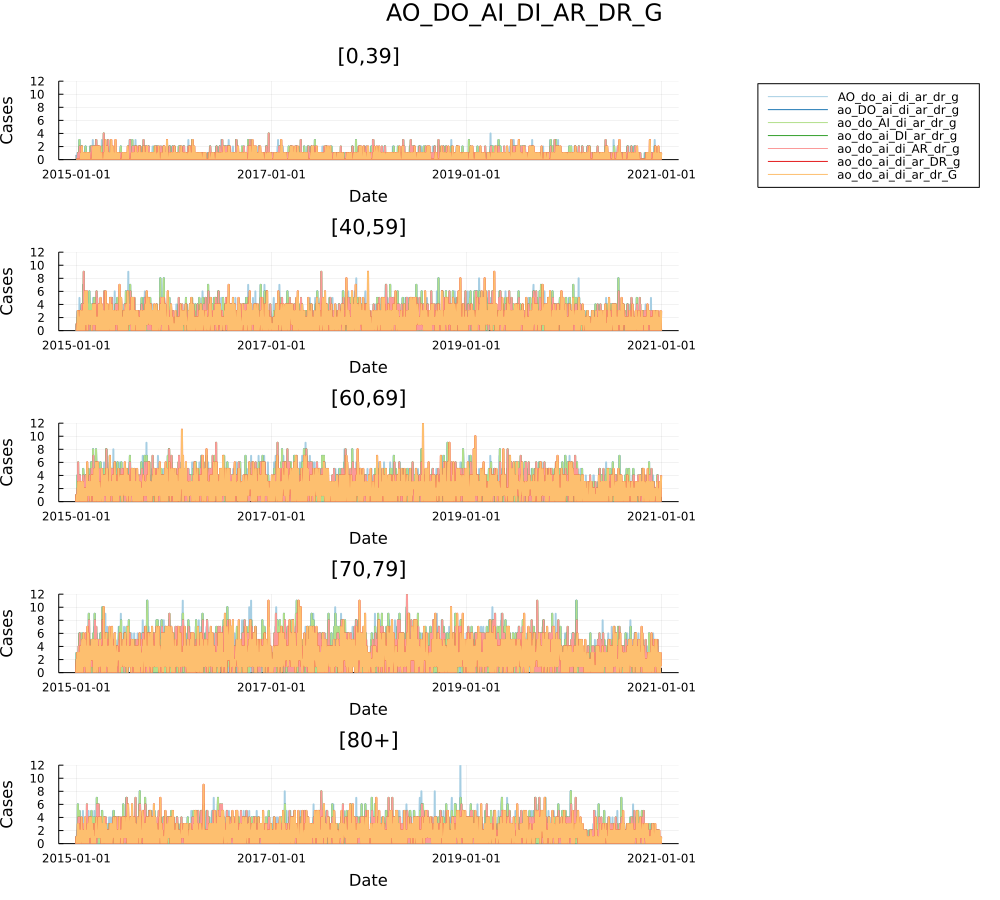 AO_DO_AI_DI_AR_DR_G
[0,39]
12
10
8
6
4
2
0
Cases
2015-01-01 2017-01-01 2019-01-01 2021-01-01
Date
AO_do_ai_di_ar_dr_g
ao_DO_ai_di_ar_dr_g
ao_do_AI_di_ar_dr_g
ao_do_ai_DI_ar_dr_g
ao_do_ai_di_AR_dr_g
ao_do_ai_di_ar_DR_g
ao_do_ai_di_ar_dr_G
[40,59]
12
10
8
6
4
2
0
Cases
2015-01-01 2017-01-01 2019-01-01 2021-01-01
Date
[60,69]
12
10
8
6
4
2
0
Cases
2015-01-01 2017-01-01 2019-01-01 2021-01-01
Date
[70,79]
12
10
8
6
4
2
0
Cases
2015-01-01 2017-01-01 2019-01-01 2021-01-01
Date
[80+]
12
10
8
6
4
2
0
Cases
2015-01-01 2017-01-01 2019-01-01 2021-01-01
Date